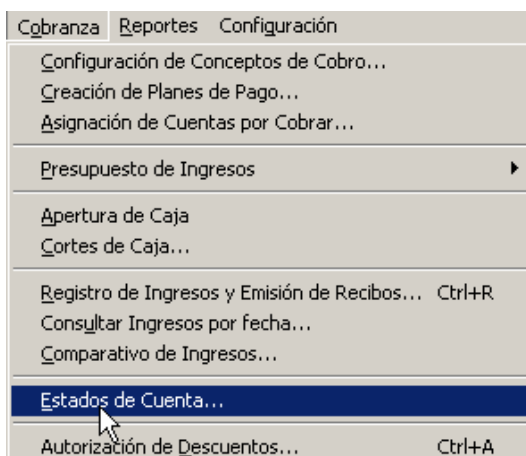 Cobranza Reportes Configuración
Configuración de Conceptos de Cobro...
Creación de Planes de Pago...
Asignación de Cuentas por Cobrar...
Presupuesto de Ingresos
Apertura de Caja
Cortes de Caja...
Registro de Ingresos y Emisión de Recibos... Ctrl+R
Consultar Ingresos por fecha...
Comparativo de Ingresos...
Estados de Cuenta...
Autorización de Descuentos... Ctrl+A